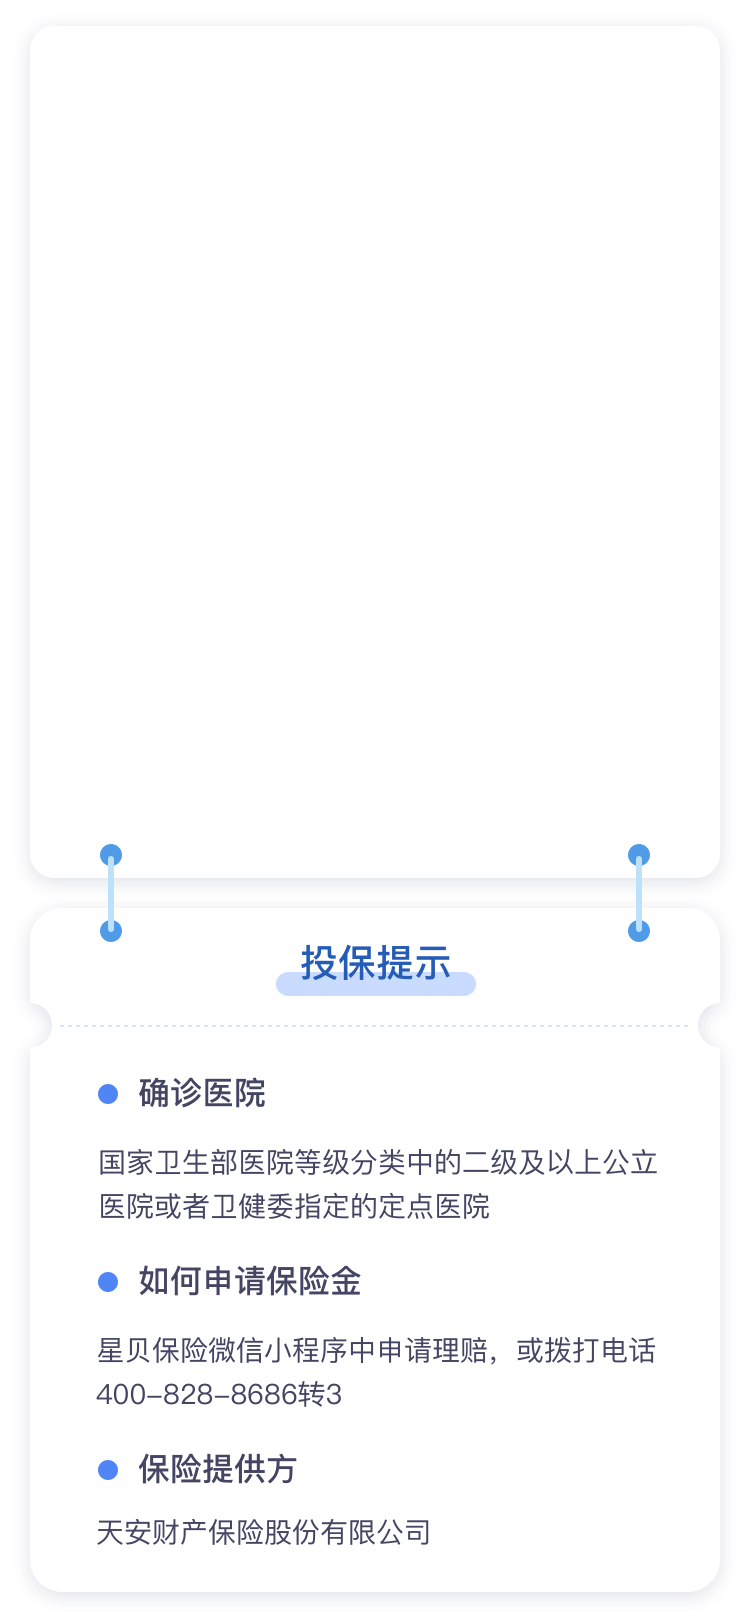 投保提示
确诊医院
国家卫生部医院等级分类中的二级及以上公立
医院或者卫健委指定的定点医院
如何申请保险金
星贝保险微信小程序中申请理赔，或拨打电话
400-828-8686转3
保险提供方
天安财产保险股份有限公司